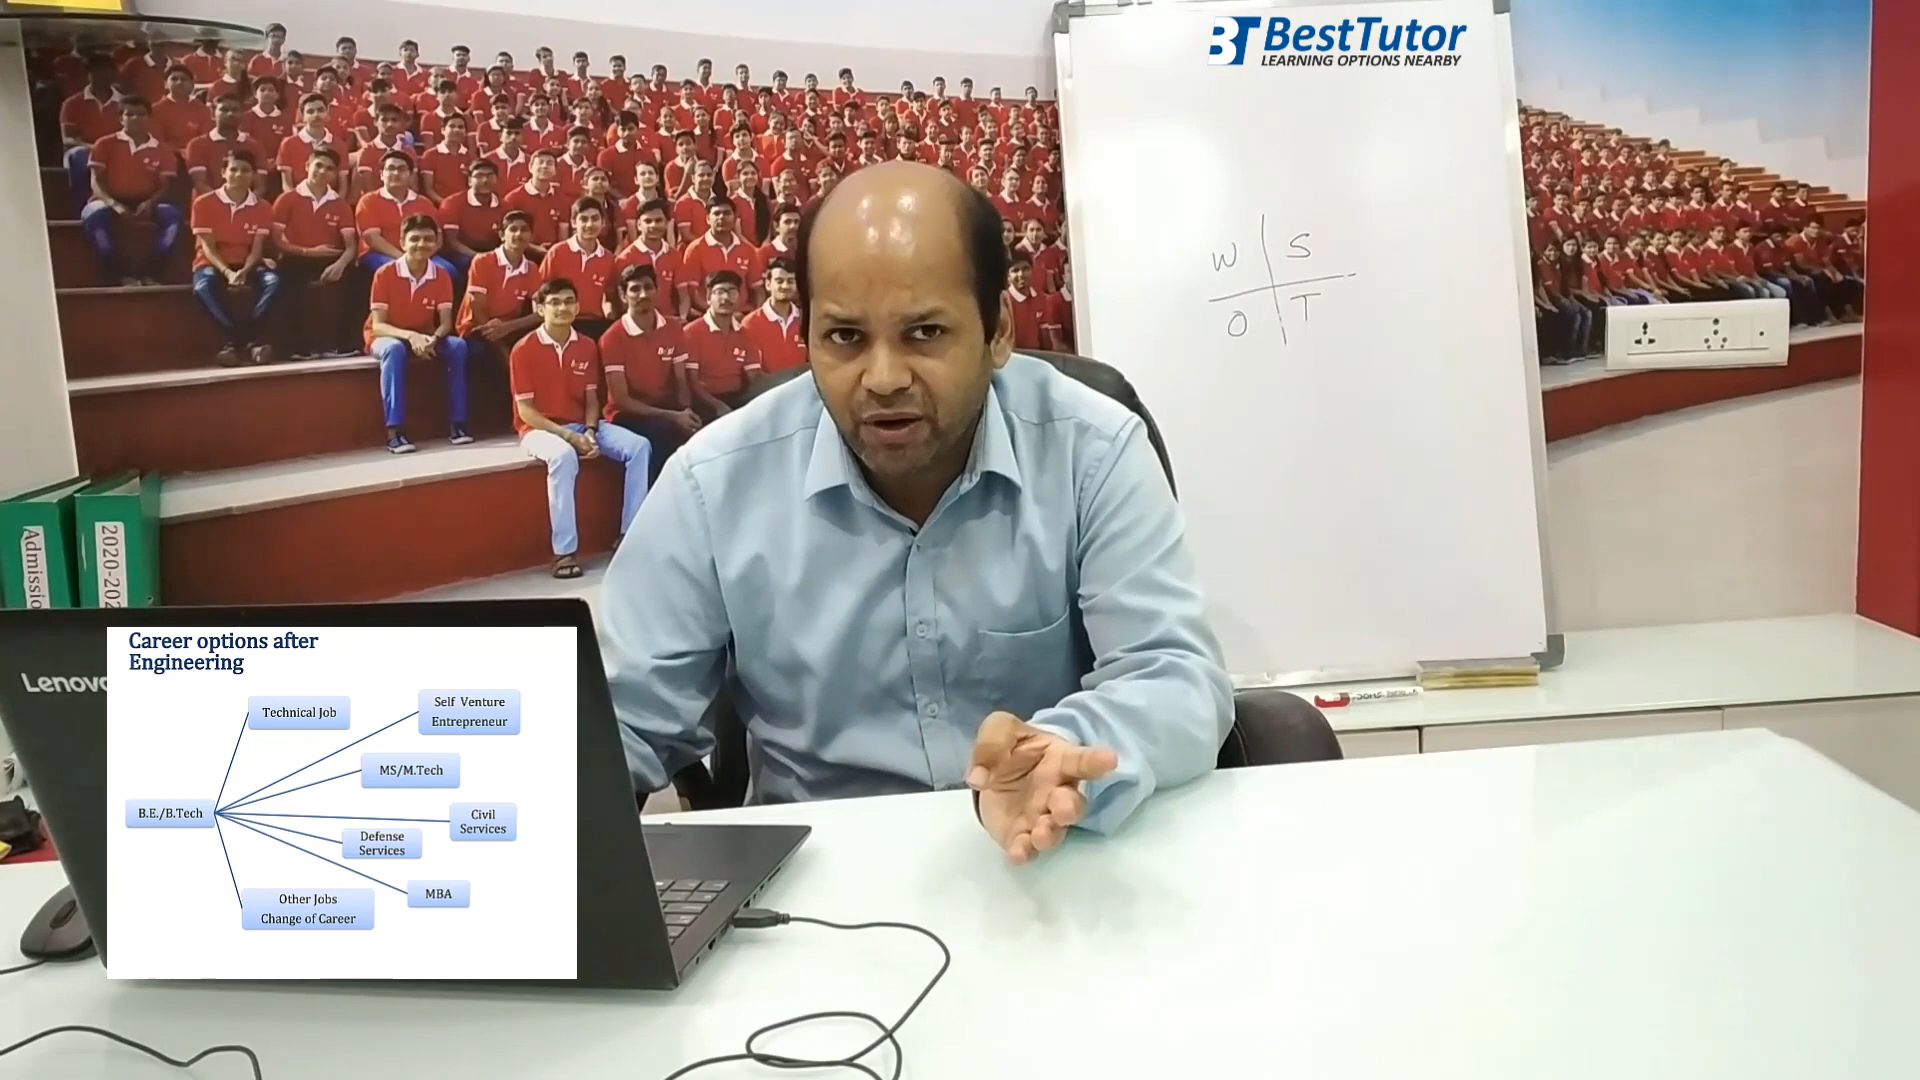 BT BestTutor
LEARNING OPTIONS NEARBY
W S
O T
Admissio
2020-202
Lenovo
Career options after
Engineering
Technical Job
Self Venture
Entrepreneur
MS/M.Tech
B.E./B.Tech
Civil
Services
Defense
Services
MBA
Other Jobs
Change of Career